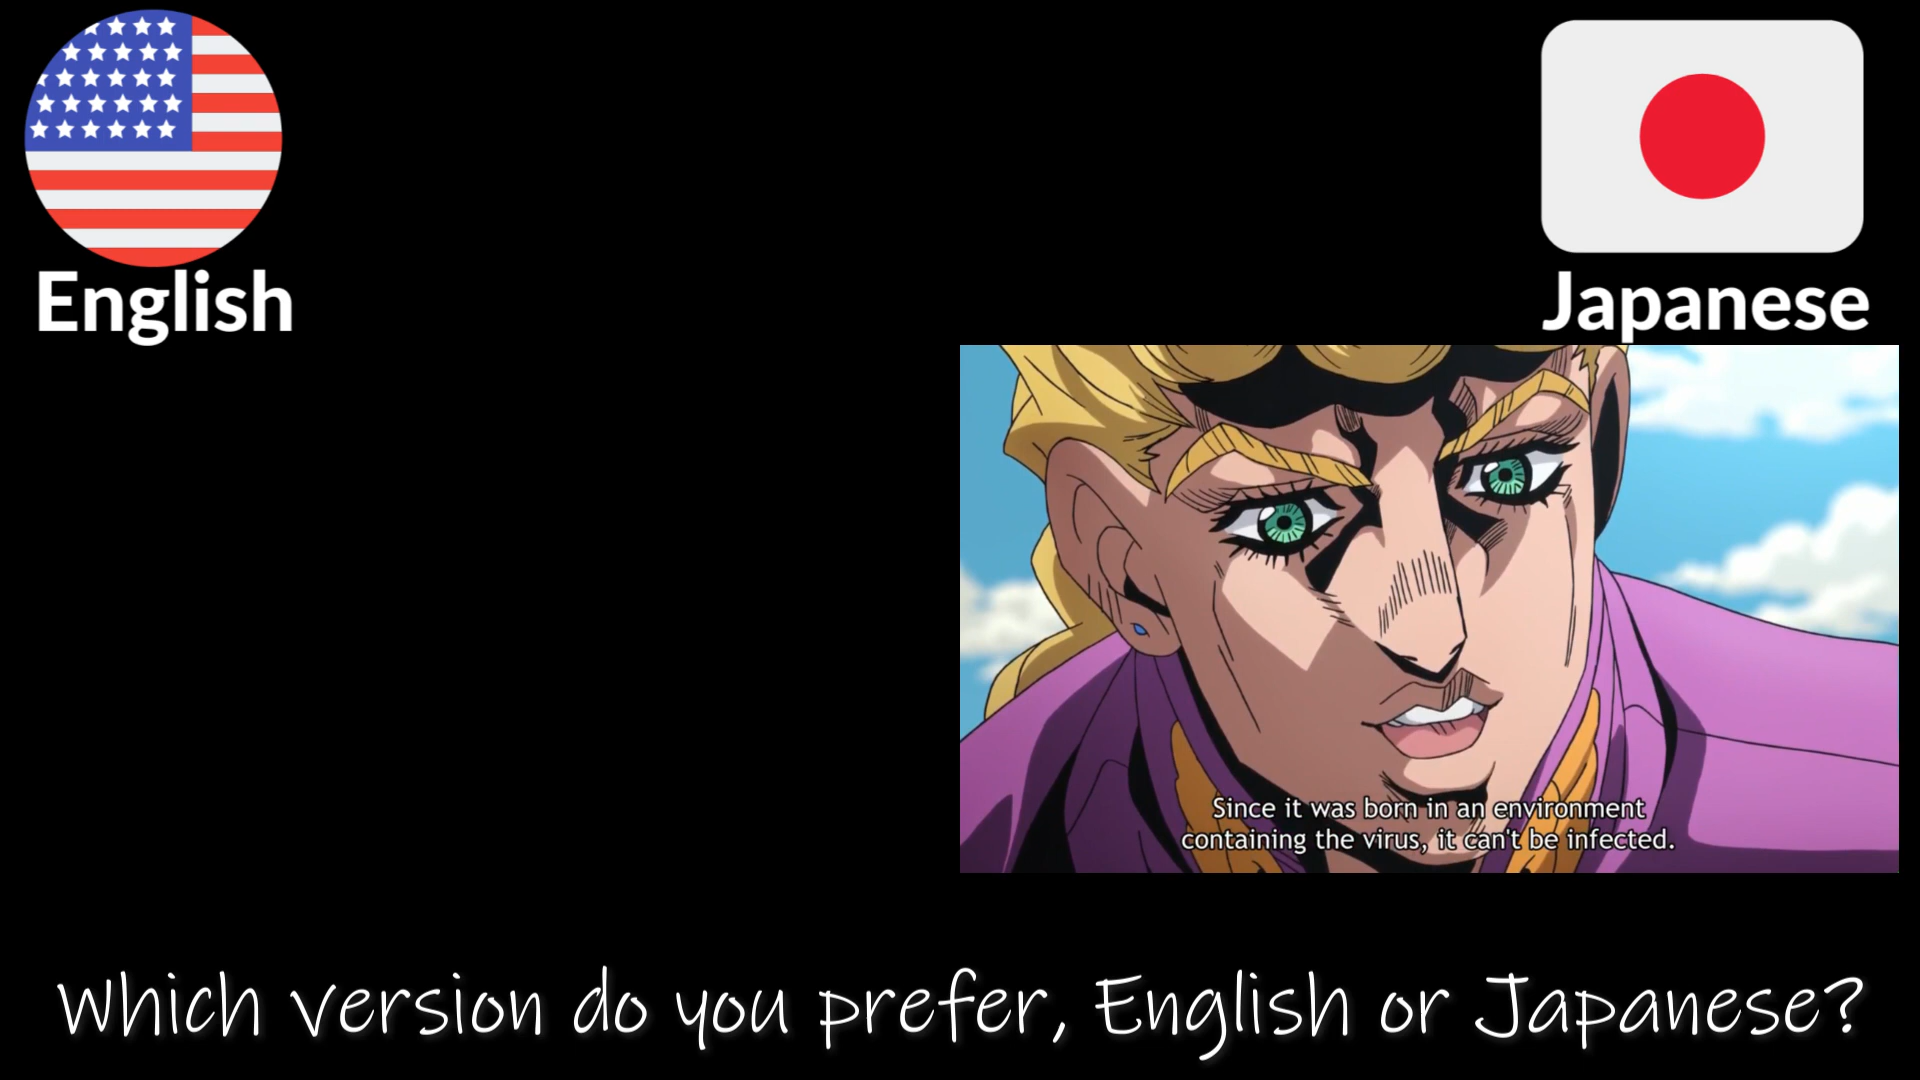 English
Japanese
Since it was born in an environment
containing the virus, it can't be infected.
Which version do you prefer, English or Japanese?